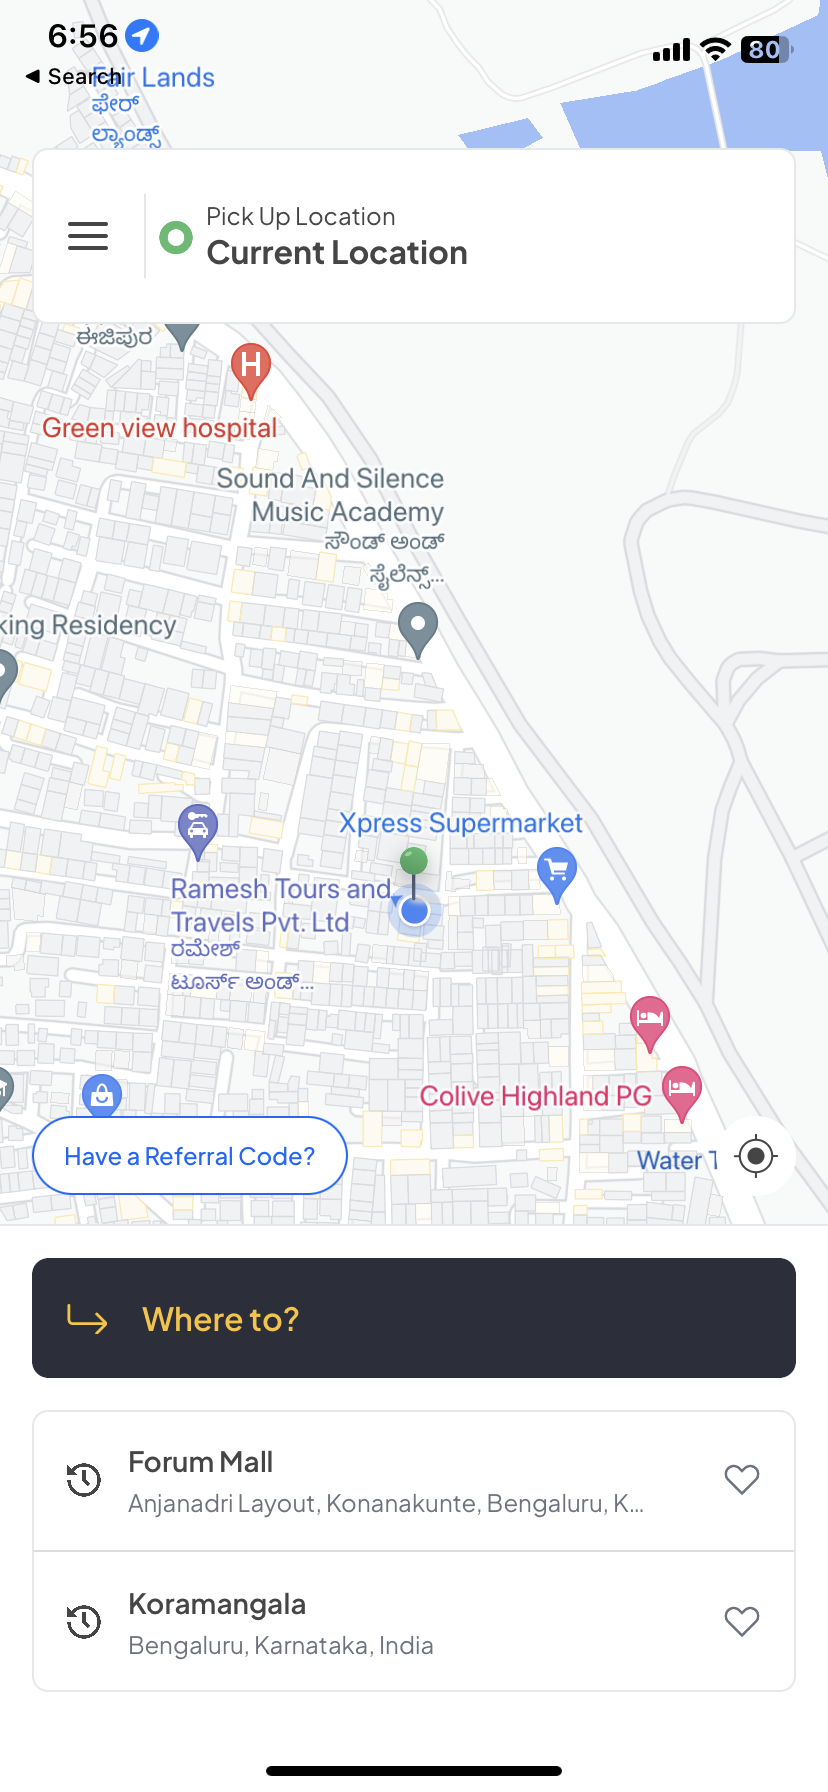 6:56
80
Search
Fair Lands
ಫೇರ್
ಲ್ಯಾಂಡ್ಸ್
Pick Up Location
Current Location
ಈಜಿಪುರ
H
Green view hospital
Sound And Silence
Music Academy
ಸೌಂಡ್ ಅಂಡ್
ಸೈಲೆನ್ಸ್...
king Residency
Xpress Supermarket
Ramesh Tours and
Travels Pvt. Ltd
ರಮೇಶ್
ಟೂರ್ಸ್ ಅಂಡ್...
Colive Highland PG
Have a Referral Code?
Water T
Where to?
Forum Mall
Anjanadri Layout, Konanakunte, Bengaluru, K...
Koramangala
Bengaluru, Karnataka, India